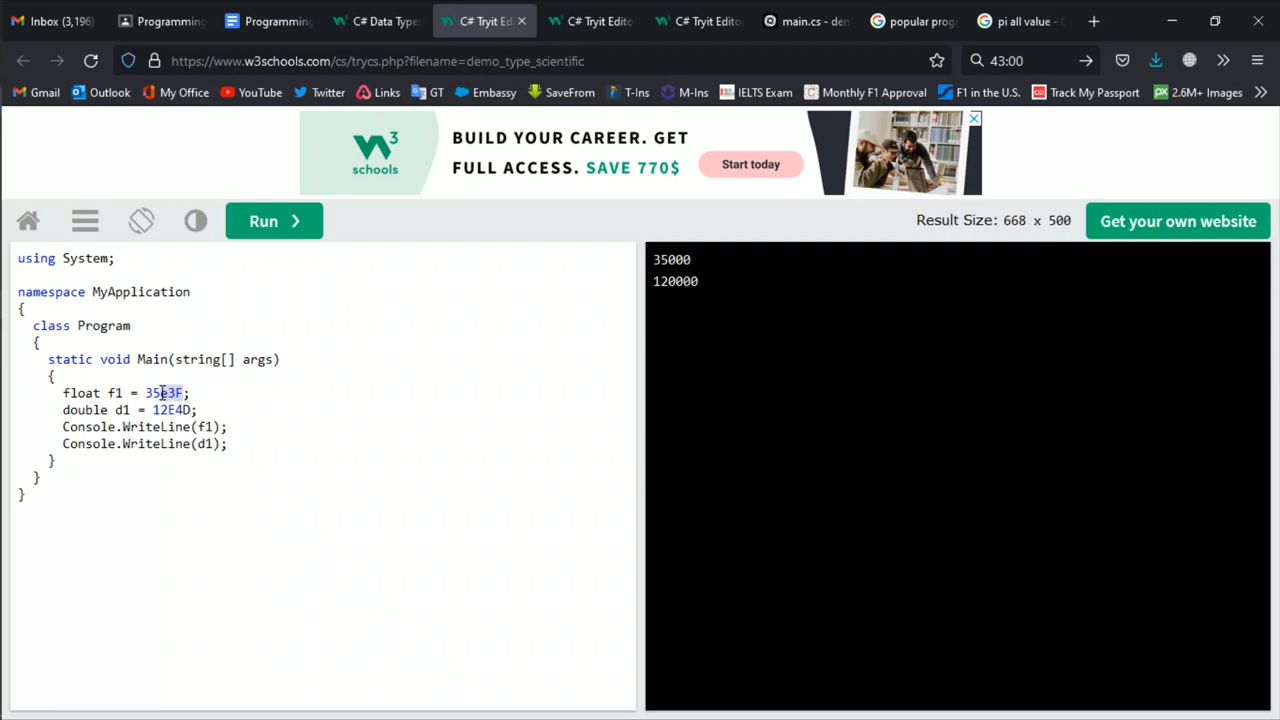 Inbox (3,196)
Programming
Programming
C# Data Type
C# Tryit Edi
C# Tryit Edito
C# Tryit Edito
main.cs - den
popular prog
pi all value - G
https://www.w3schools.com/cs/trycs.php?filename=demo_type_scientific
43:00
Gmail
Outlook
My Office
YouTube
Twitter
Links
GT
Embassy
SaveFrom
T-Ins
M-Ins
IELTS Exam
Monthly F1 Approval
F1 in the U.S.
Track My Passport
2.6M+ Images
w3
schools
BUILD YOUR CAREER. GET
FULL ACCESS. SAVE 770$
Start today
Run
Result Size: 668 x 500
Get your own website
using System;
namespace MyApplication
{
class Program
{
static void Main(string[] args)
{
float f1 = 35e3F;
double d1 = 12E4D;
Console.WriteLine(f1);
Console.WriteLine(d1);
}
}
}
35000
120000